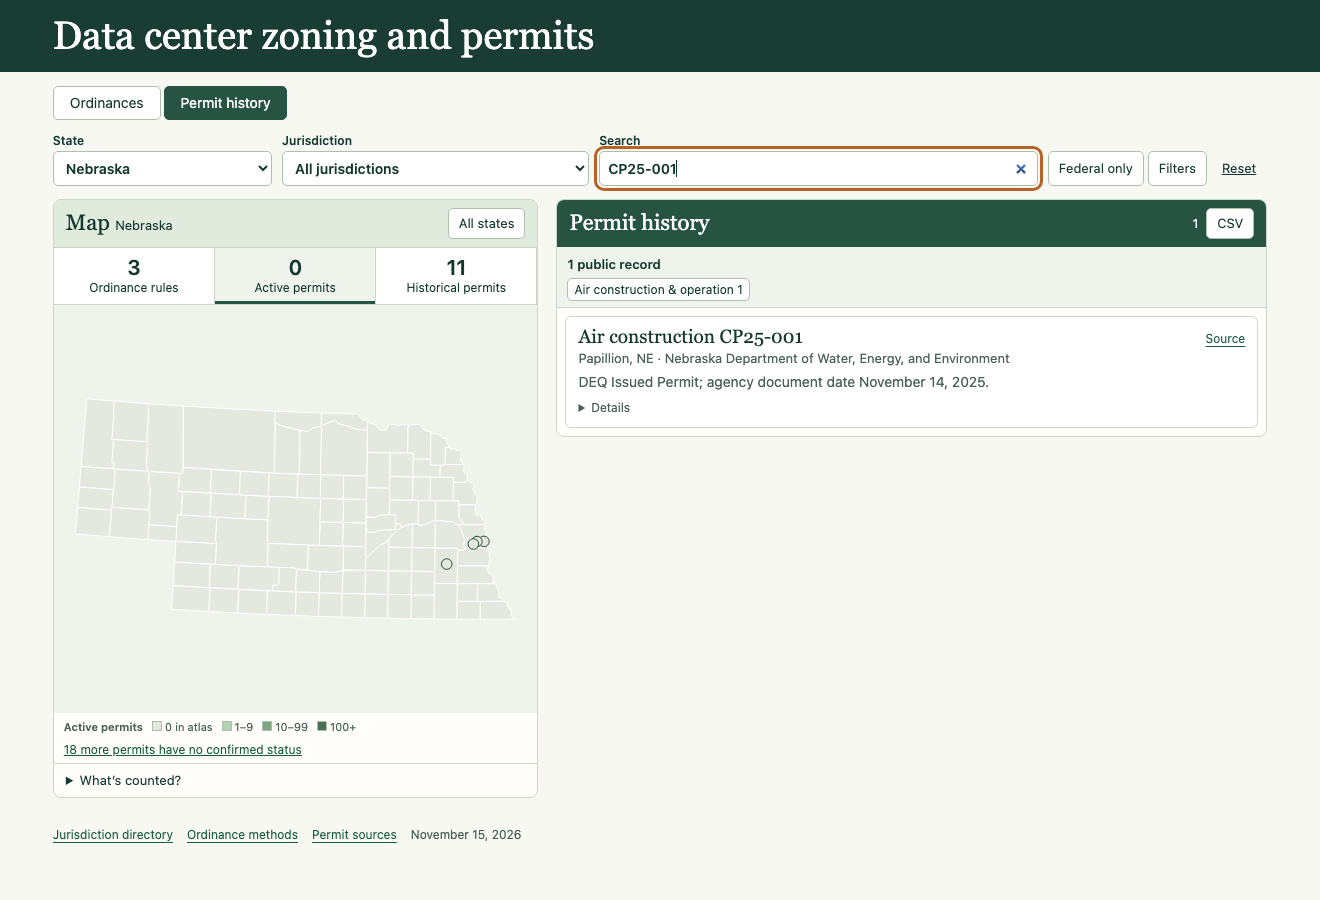 Data center zoning and permits
Ordinances
Permit history
State
Jurisdiction
Search
Nebraska
All jurisdictions
CP25-001
Federal only
Filters
Reset
Map Nebraska
All states
3
Ordinance rules
0
Active permits
11
Historical permits
Active permits 0 in atlas 1–9 10–99 100+
18 more permits have no confirmed status
What’s counted?
Permit history
1
CSV
1 public record
Air construction & operation 1
Air construction CP25-001
Source
Papillion, NE · Nebraska Department of Water, Energy, and Environment
DEQ Issued Permit; agency document date November 14, 2025.
Details
Jurisdiction directory Ordinance methods Permit sources November 15, 2026